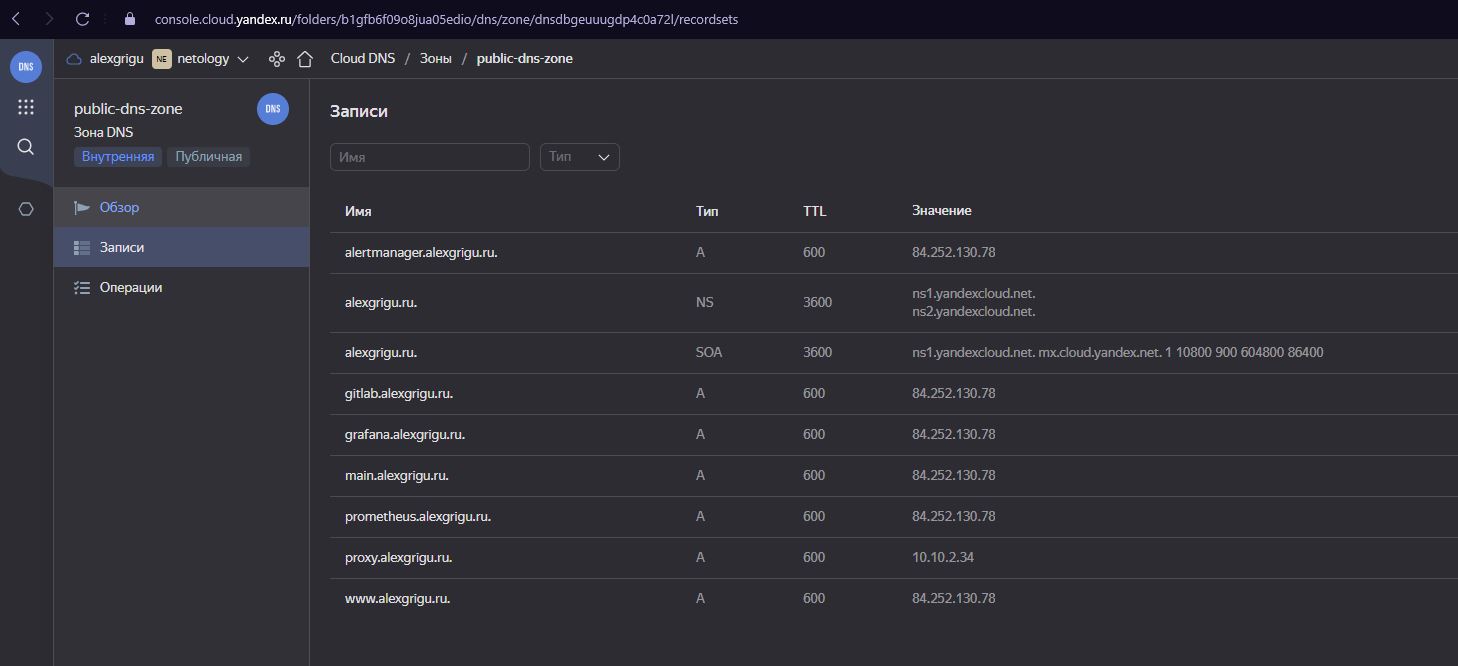 console.cloud.yandex.ru/folders/b1gfb6f09o8jua05edio/dns/zone/dnsdbgeuuugdp4c0a72l/recordsets
DNS
alexgrigu NE netology Cloud DNS / Зоны / public-dns-zone
public-dns-zone
DNS
Зона DNS
Внутренняя Публичная
Обзор
Записи
Операции
Записи
Имя Тип
Имя Тип TTL Значение
alertmanager.alexgrigu.ru. A 600 84.252.130.78
alexgrigu.ru. NS 3600 ns1.yandexcloud.net.
ns2.yandexcloud.net.
alexgrigu.ru. SOA 3600 ns1.yandexcloud.net. mx.cloud.yandex.net. 1 10800 900 604800 86400
gitlab.alexgrigu.ru. A 600 84.252.130.78
grafana.alexgrigu.ru. A 600 84.252.130.78
main.alexgrigu.ru. A 600 84.252.130.78
prometheus.alexgrigu.ru. A 600 84.252.130.78
proxy.alexgrigu.ru. A 600 10.10.2.34
www.alexgrigu.ru. A 600 84.252.130.78